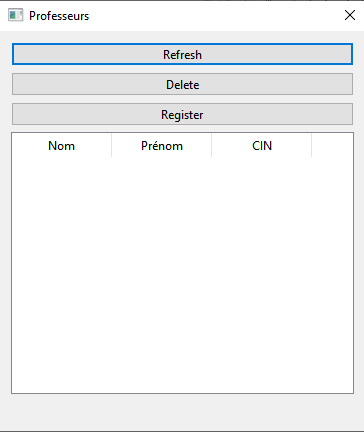 Professeurs
Refresh
Delete
Register
Nom Prénom CIN